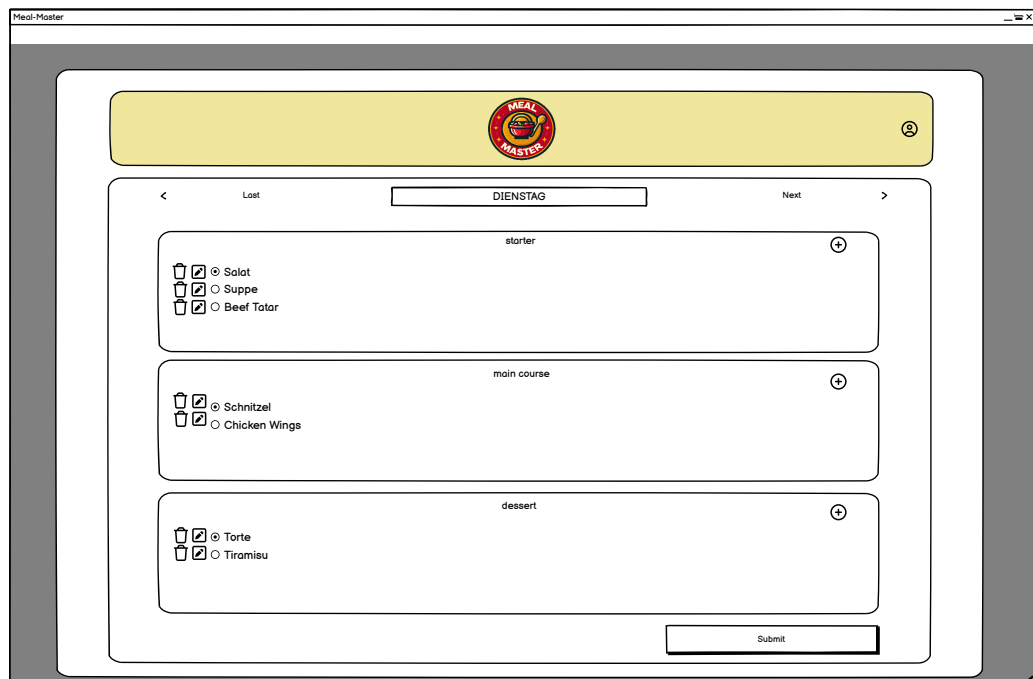 Meal-Master
MEAL
MASTER
< Last DIENSTAG Next >
starter
Salat
Suppe
Beef Tatar
main course
Schnitzel
Chicken Wings
dessert
Torte
Tiramisu
Submit